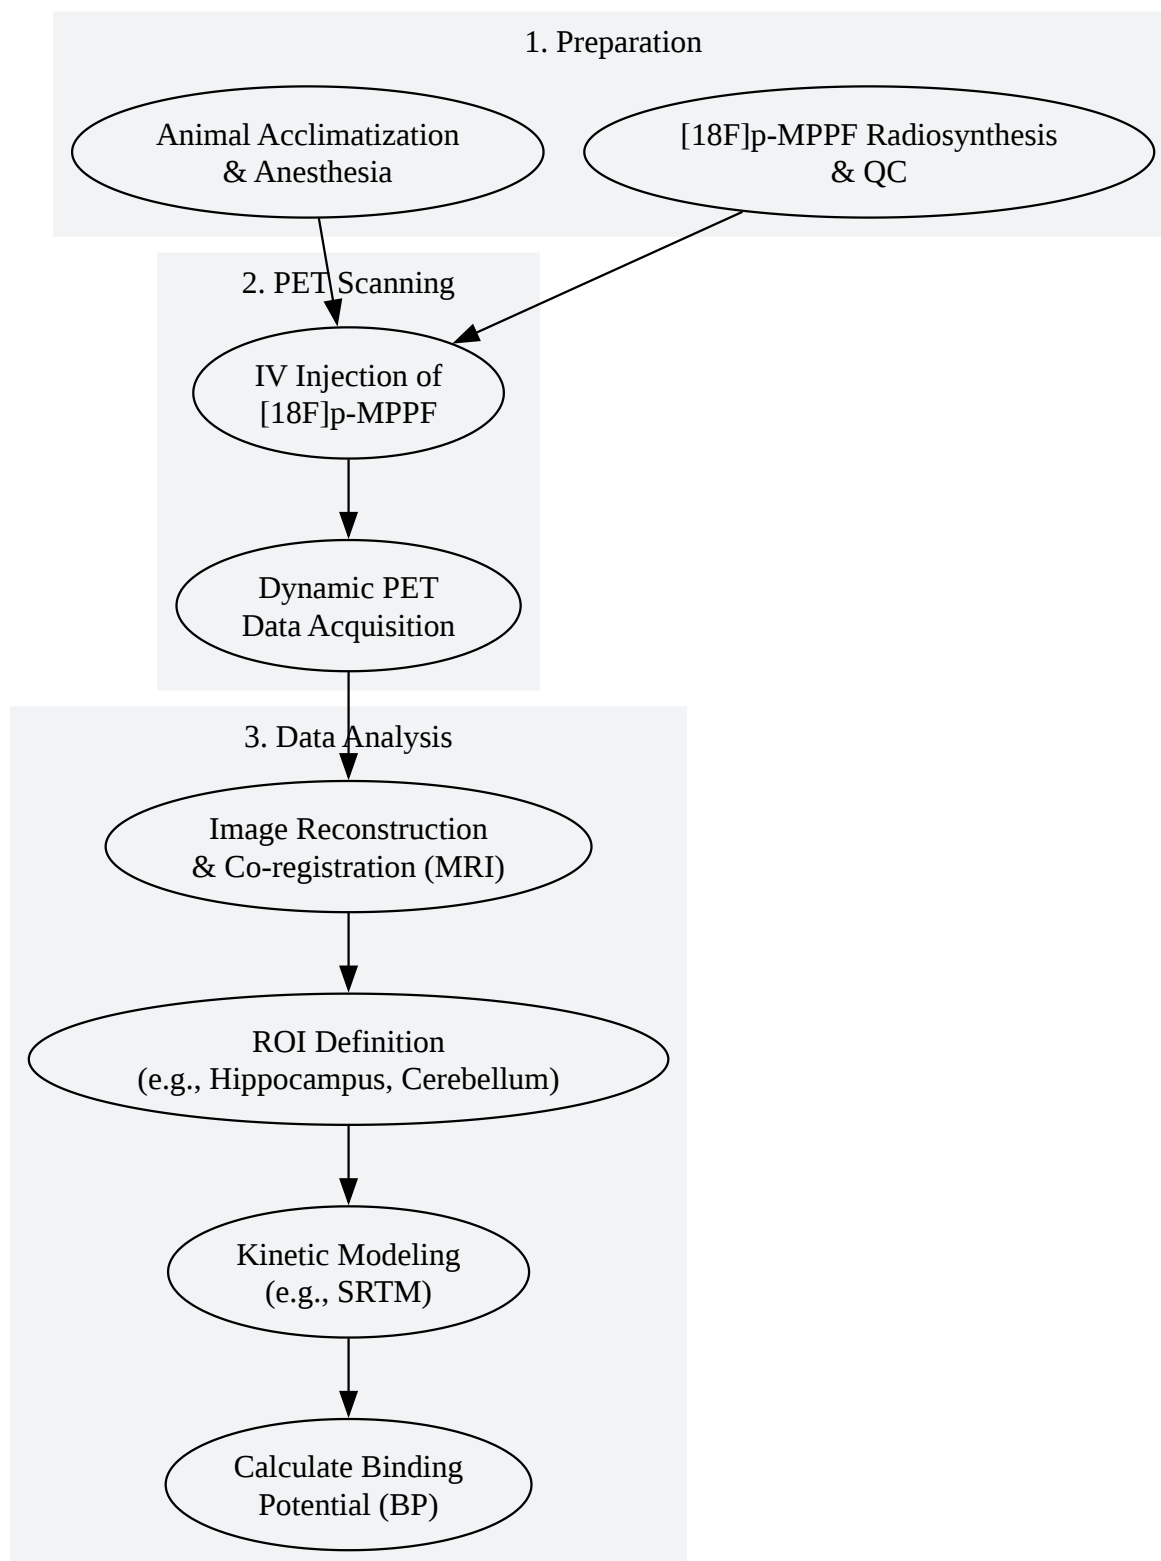 1. Preparation
Animal Acclimatization
& Anesthesia
[18F]p-MPPF Radiosynthesis
& QC
2. PET Scanning
IV Injection of
[18F]p-MPPF
Dynamic PET
Data Acquisition
3. Data Analysis
Image Reconstruction
& Co-registration (MRI)
ROI Definition
(e.g., Hippocampus, Cerebellum)
Kinetic Modeling
(e.g., SRTM)
Calculate Binding
Potential (BP)